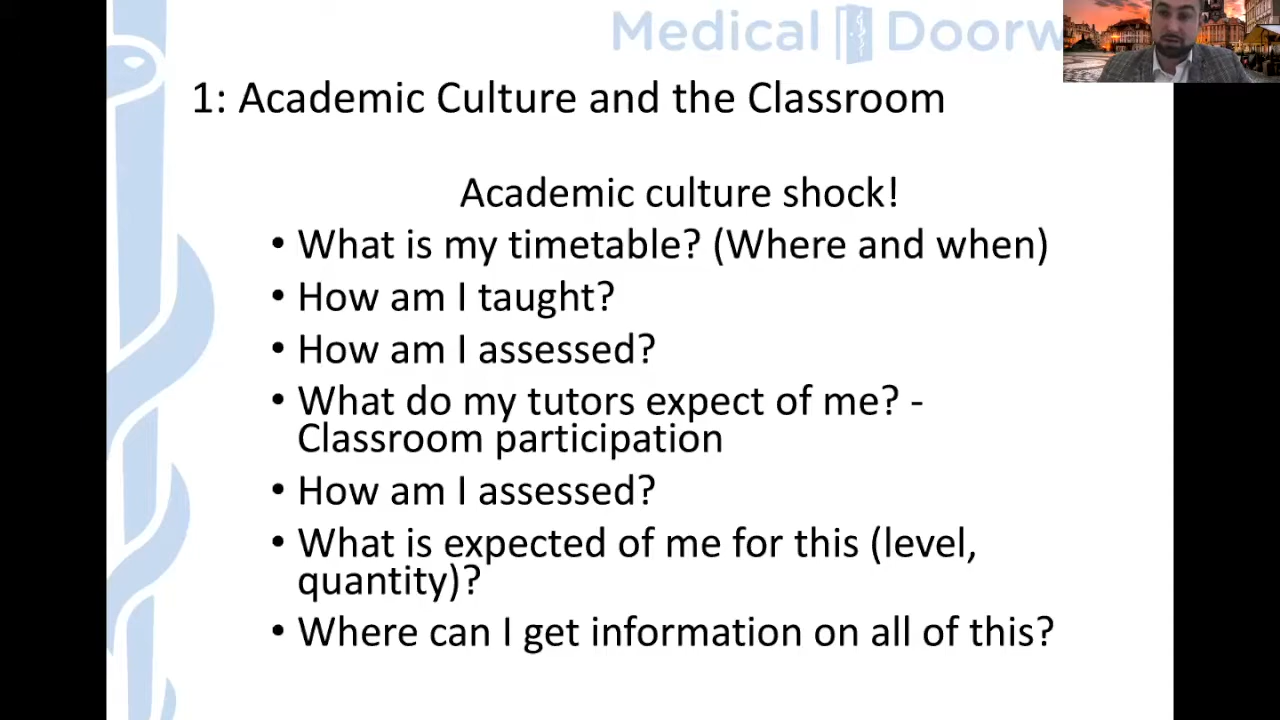 Medical Doorw
1: Academic Culture and the Classroom
Academic culture shock!
• What is my timetable? (Where and when)
• How am I taught?
• How am I assessed?
• What do my tutors expect of me? -
Classroom participation
• How am I assessed?
• What is expected of me for this (level,
quantity)?
• Where can I get information on all of this?